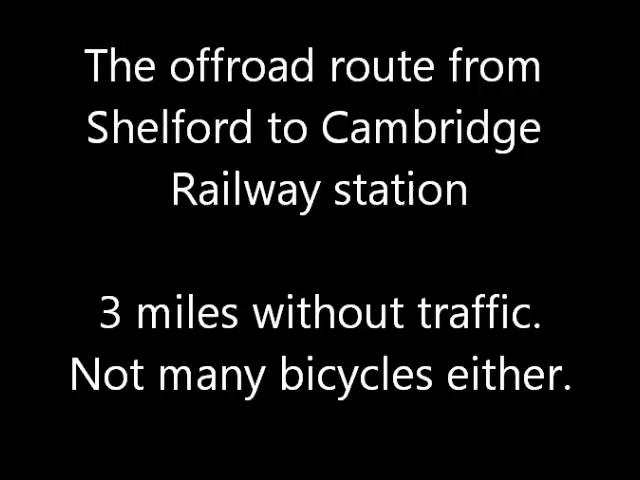 The offroad route from
Shelford to Cambridge
Railway station
3 miles without traffic.
Not many bicycles either.